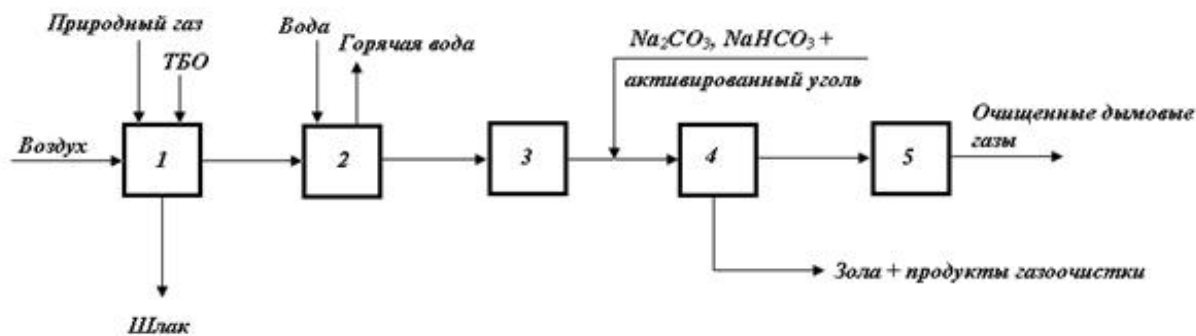 Природный газ
ТБО
Воздух
1
Шлак
Вода
Горячая вода
2
3
Na₂CO₃, NaHCO₃ +
активированный уголь
4
Зола + продукты газоочистки
5
Очищенные дымовые
газы